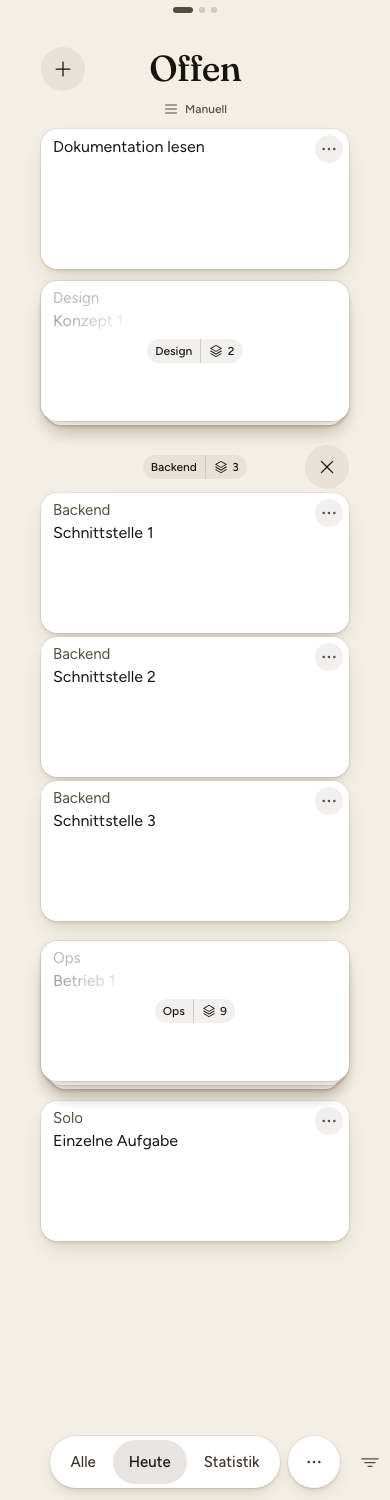 Offen
Manuell
Dokumentation lesen
Design
Konzept 1
Design 2
Backend 3
Backend
Schnittstelle 1
Backend
Schnittstelle 2
Backend
Schnittstelle 3
Ops
Betrieb 1
Ops 9
Solo
Einzelne Aufgabe
Alle Heute Statistik